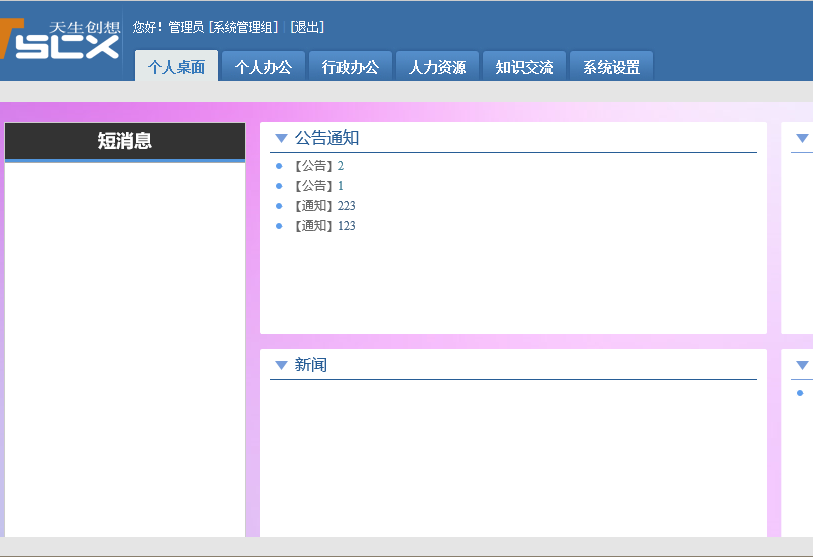 天生创想
TSCX
您好！管理员 [系统管理组] | [退出]
个人桌面 个人办公 行政办公 人力资源 知识交流 系统设置
短消息
公告通知
【公告】2
【公告】1
【通知】223
【通知】123
新闻